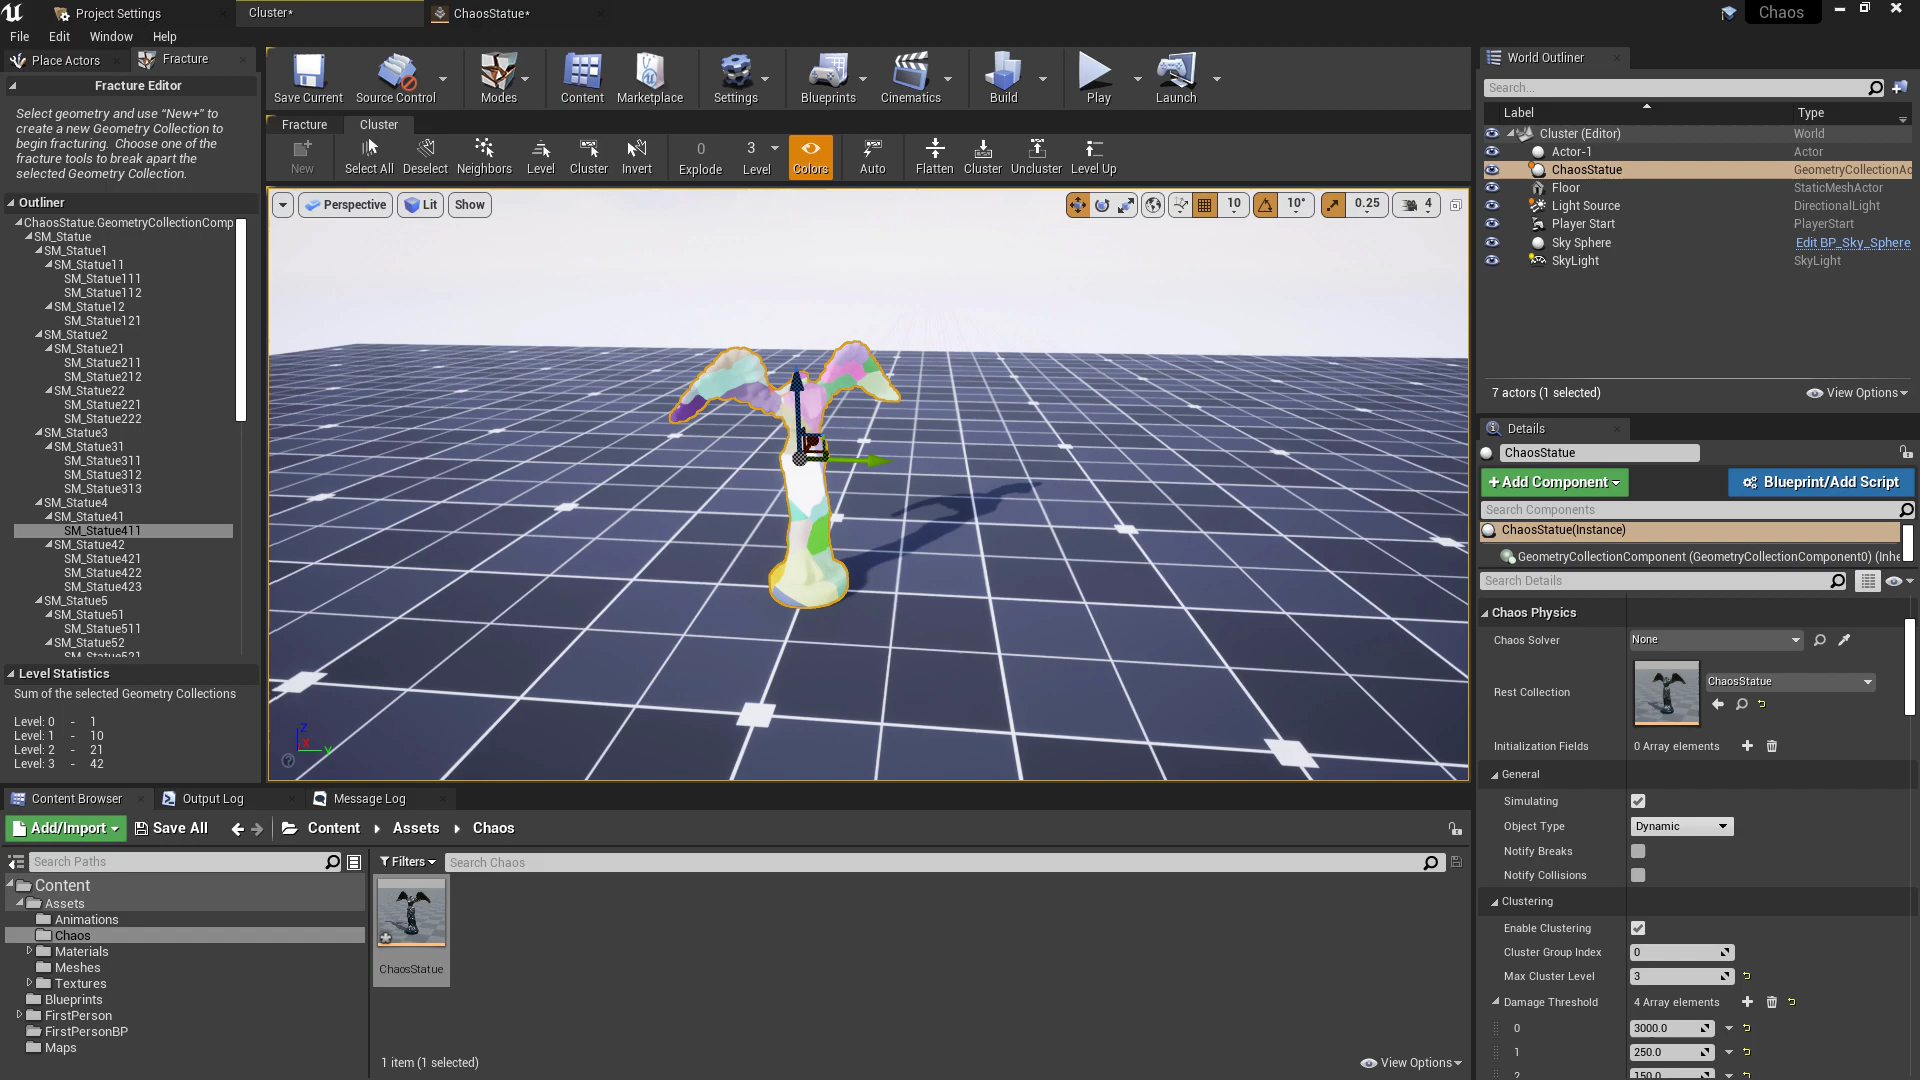 Project Settings
Cluster*
ChaosStatue*
Chaos
File
Edit
Window
Help
Place Actors
Fracture
Fracture Editor
Select geometry and use "New+" to
create a new Geometry Collection to
begin fracturing.  Choose one of the
fracture tools to break apart the
selected Geometry Collection.
Outliner
ChaosStatue.GeometryCollectionComp
SM_Statue
SM_Statue1
SM_Statue11
SM_Statue111
SM_Statue112
SM_Statue12
SM_Statue121
SM_Statue2
SM_Statue21
SM_Statue211
SM_Statue212
SM_Statue22
SM_Statue221
SM_Statue222
SM_Statue3
SM_Statue31
SM_Statue311
SM_Statue312
SM_Statue313
SM_Statue4
SM_Statue41
SM_Statue411
SM_Statue42
SM_Statue421
SM_Statue422
SM_Statue423
SM_Statue5
SM_Statue51
SM_Statue511
SM_Statue52
SM_Statue521
Level Statistics
Sum of the selected Geometry Collections
Level: 0 - 1
Level: 1 - 10
Level: 2 - 21
Level: 3 - 42
Save Current
Source Control
Modes
Content
Marketplace
Settings
Blueprints
Cinematics
Build
Play
Launch
Fracture
Cluster
New
Select All
Deselect
Neighbors
Level
Cluster
Invert
0
Explode
3
Level
Colors
Auto
Flatten
Cluster
Uncluster
Level Up
Perspective
Lit
Show
10
10°
0.25
4
Z
X
Y
World Outliner
Search...
Label
Type
Cluster (Editor) World
Actor-1 Actor
ChaosStatue GeometryCollectionAc
Floor StaticMeshActor
Light Source DirectionalLight
Player Start PlayerStart
Sky Sphere Edit BP_Sky_Sphere
SkyLight SkyLight
7 actors (1 selected)
View Options
Details
ChaosStatue
+Add Component
Blueprint/Add Script
Search Components
ChaosStatue(Instance)
GeometryCollectionComponent (GeometryCollectionComponent0) (Inhe
Search Details
Chaos Physics
Chaos Solver
None
Rest Collection
ChaosStatue
Initialization Fields
0 Array elements
General
Simulating
Object Type
Dynamic
Notify Breaks
Notify Collisions
Clustering
Enable Clustering
Cluster Group Index
0
Max Cluster Level
3
Damage Threshold
4 Array elements
0
3000.0
1
250.0
2
150.0
Content Browser
Output Log
Message Log
Add/Import
Save All
Content
Assets
Chaos
Search Paths
Filters
Search Chaos
Content
Assets
Animations
Chaos
Materials
Meshes
Textures
Blueprints
FirstPerson
FirstPersonBP
Maps
ChaosStatue
1 item (1 selected)
View Options